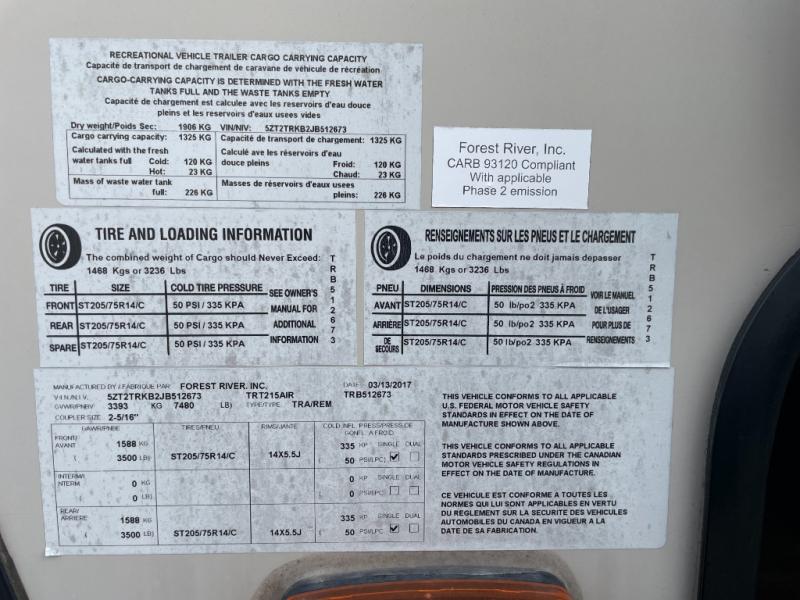 RECREATIONAL VEHICLE TRAILER CARGO CARRYING CAPACITY
Capacité de transport de chargement de caravane de véhicule de récréation
CARGO-CARRYING CAPACITY IS DETERMINED WITH THE FRESH WATER
TANKS FULL AND THE WASTE TANKS EMPTY
Capacité de chargement est calculee avec les reservoirs d'eau douce
pleins et les reservoirs d'eaux usees vides
Dry weight/Poids Sec: 1906 KG VIN/NIV: 5ZT2TRKB2JB512673
Cargo carrying capacity: 1325 KG Capacitie de transport de chargement: 1325 KG
Calculated with the fresh Calculé ave les réservoirs d'eau
water tanks full Cold: 120 KG douce pleins Froid: 120 KG
Hot: 23 KG Chaud: 23 KG
Mass of waste water tank Masses de réservoirs d'eaux usees
full: 226 KG pleins: 226 KG
Forest River, Inc.
CARB 93120 Compliant
With applicable
Phase 2 emission
TIRE AND LOADING INFORMATION
The combined weight of Cargo should Never Exceed:
1468 Kgs or 3236 Lbs
TIRE SIZE COLD TIRE PRESSURE
FRONT ST205/75R14/C 50 PSI / 335 KPA
REAR ST205/75R14/C 50 PSI / 335 KPA
SPARE ST205/75R14/C 50 PSI / 335 KPA
SEE OWNER'S
MANUAL FOR
ADDITIONAL
INFORMATION
TRB512673
RENSEIGNEMENTS SUR LES PNEUS ET LE CHARGEMENT
Le poids du chargement ne doit jamais depasser
1468 Kgs or 3236 Lbs
PNEU DIMENSIONS PRESSION DES PNEUS À FROID
AVANT ST205/75R14/C 50 lb/po2 335 KPA
ARRIÈRE ST205/75R14/C 50 lb/po2 335 KPA
DE
SECOURS ST205/75R14/C 50 lb/po2 335 KPA
VOIR LE MANUEL
DE L'USAGER
POUR PLUS DE
RENSEIGNEMENTS
TRB512673
MANUFACTURED BY / FABRIQUE PAR FOREST RIVER. INC. DATE 03/13/2017
V.I.N./N.I.V. 5ZT2TRKB2JB512673 TRT215AIR TRB512673
GVWR/PNBV 3393 KG 7480 LB) TYPE/TYPE TRA/REM
COUPLER SIZE 2-5/16"
GAWR/PNBE TIRES/PNEU RIMS/JANTE COLD INFL. PRESS/PRESS.DE
GONFL. A FROID.
FRONT/
AVANT 1588 KG 335 KP SINGLE DUAL
( 3500 LB) ST205/75R14/C 14X5.5J ( 50 PSI/LPC)
INTERM/
INTERM 0 KG 0 KP SINGLE DUAL
( 0 LB) ( 0 PSI/LPC)
REAR/
ARRIERE 1588 KG 335 KP SINGLE DUAL
( 3500 LB) ST205/75R14/C 14X5.5J ( 50 PSI/LPC
THIS VEHICLE CONFORMS TO ALL APPLICABLE
U.S. FEDERAL MOTOR VEHICLE SAFETY
STANDARDS IN EFFECT ON THE DATE OF
MANUFACTURE SHOWN ABOVE.
THIS VEHICLE CONFORMS TO ALL APPLICABLE
STANDARDS PRESCRIBED UNDER THE CANADIAN
MOTOR VEHICLE SAFETY REGULATIONS IN
EFFECT ON THE DATE OF MANUFACTURE.
CE VEHICULE EST CONFORME A TOUTES LES
NORMES QUI LUI SONT APPLICABLES EN VERTU
DU REGLEMENT SUR LA SECURITE DES VEHICULES
AUTOMOBILES DU CANADA EN VIGUEUR A LA
DATE DE SA FABRICATION.